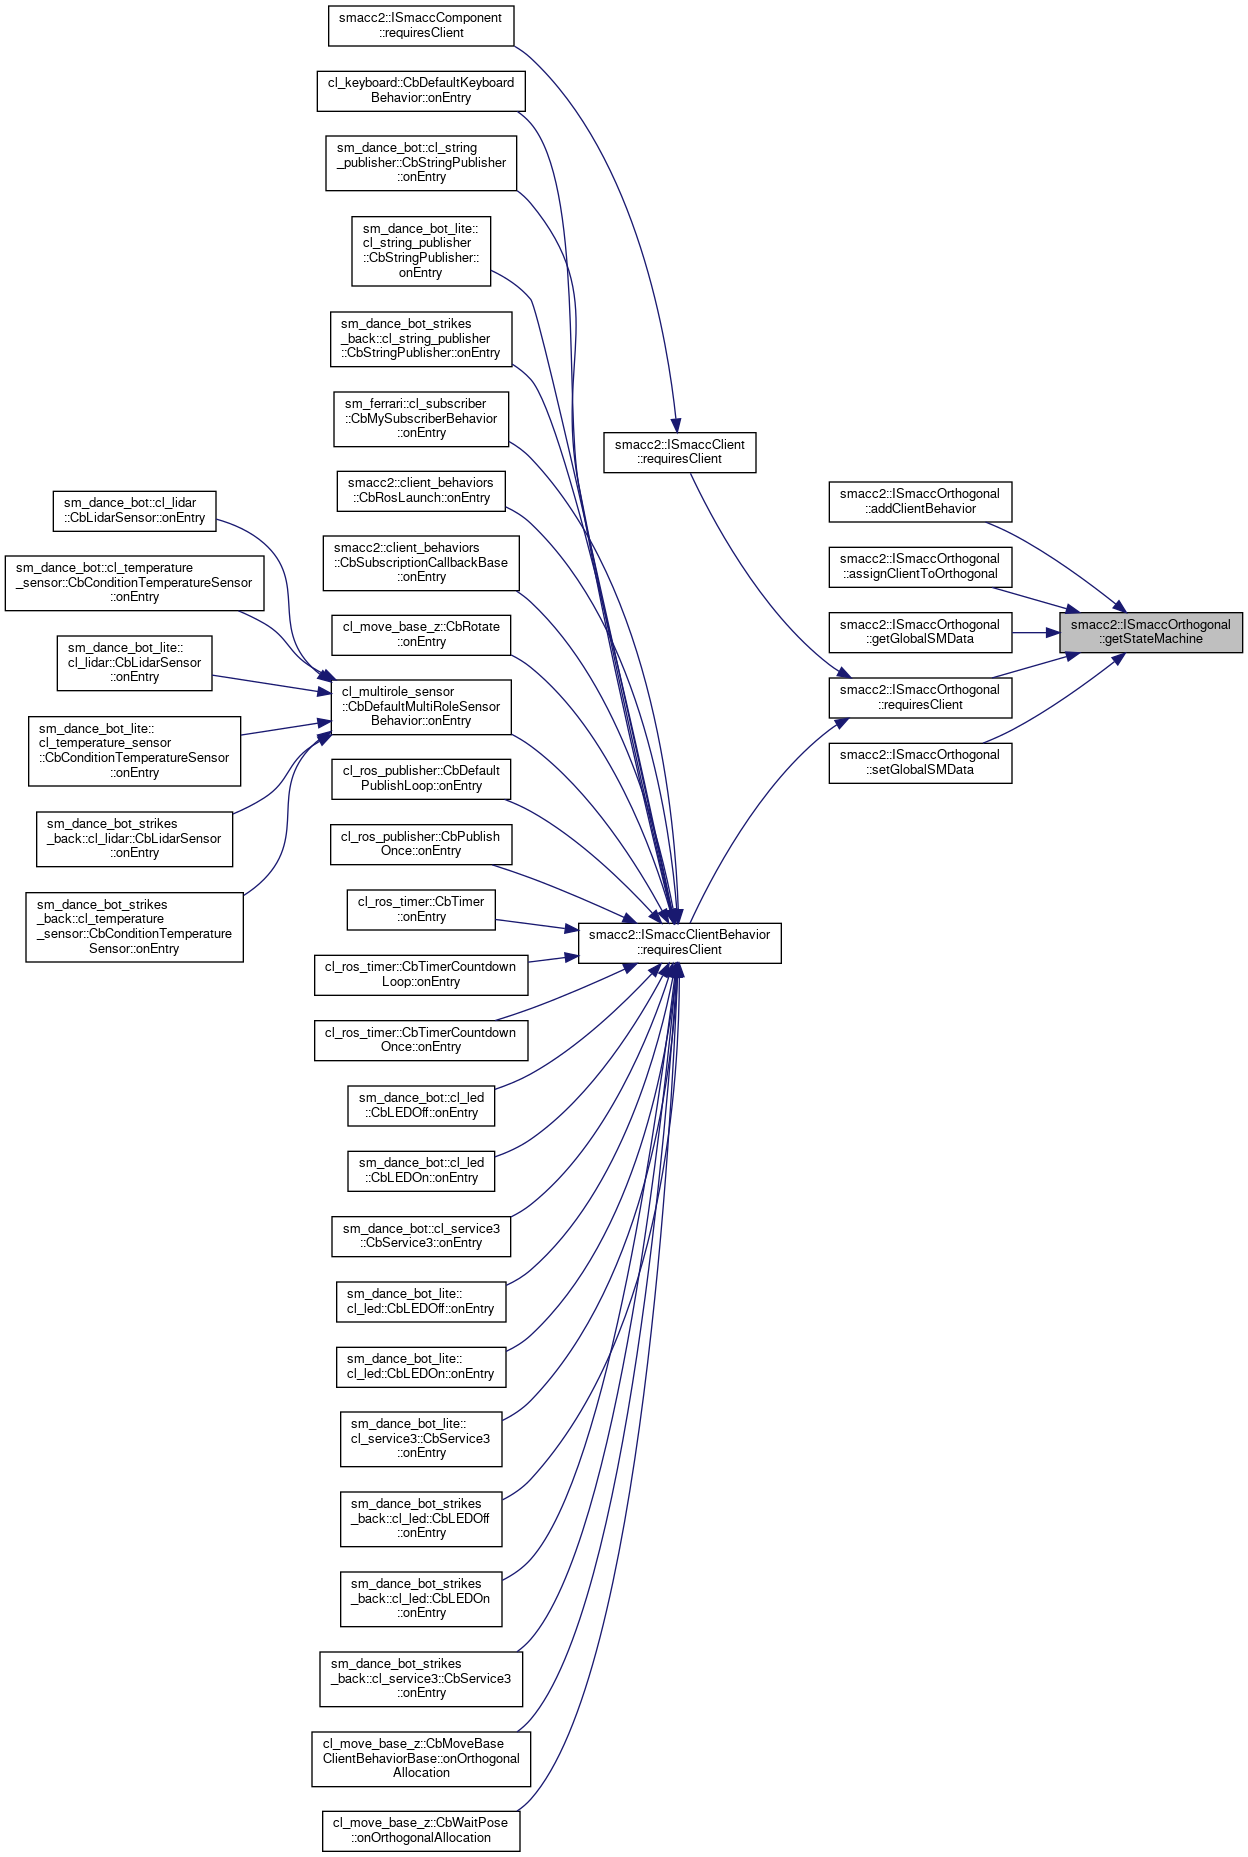 smacc2::ISmaccComponent
::requiresClient
cl_keyboard::CbDefaultKeyboard
Behavior::onEntry
sm_dance_bot::cl_string
_publisher::CbStringPublisher
::onEntry
sm_dance_bot_lite::
cl_string_publisher
::CbStringPublisher::
onEntry
sm_dance_bot_strikes
_back::cl_string_publisher
::CbStringPublisher::onEntry
sm_ferrari::cl_subscriber
::CbMySubscriberBehavior
::onEntry
smacc2::client_behaviors
::CbRosLaunch::onEntry
smacc2::client_behaviors
::CbSubscriptionCallbackBase
::onEntry
cl_move_base_z::CbRotate
::onEntry
cl_multirole_sensor
::CbDefaultMultiRoleSensor
Behavior::onEntry
cl_ros_publisher::CbDefault
PublishLoop::onEntry
cl_ros_publisher::CbPublish
Once::onEntry
cl_ros_timer::CbTimer
::onEntry
cl_ros_timer::CbTimerCountdown
Loop::onEntry
cl_ros_timer::CbTimerCountdown
Once::onEntry
sm_dance_bot::cl_led
::CbLEDOff::onEntry
sm_dance_bot::cl_led
::CbLEDOn::onEntry
sm_dance_bot::cl_service3
::CbService3::onEntry
sm_dance_bot_lite::
cl_led::CbLEDOff::onEntry
sm_dance_bot_lite::
cl_led::CbLEDOn::onEntry
sm_dance_bot_lite::
cl_service3::CbService3
::onEntry
sm_dance_bot_strikes
_back::cl_led::CbLEDOff
::onEntry
sm_dance_bot_strikes
_back::cl_led::CbLEDOn
::onEntry
sm_dance_bot_strikes
_back::cl_service3::CbService3
::onEntry
cl_move_base_z::CbMoveBase
ClientBehaviorBase::onOrthogonal
Allocation
cl_move_base_z::CbWaitPose
::onOrthogonalAllocation
sm_dance_bot::cl_lidar
::CbLidarSensor::onEntry
sm_dance_bot::cl_temperature
_sensor::CbConditionTemperatureSensor
::onEntry
sm_dance_bot_lite::
cl_lidar::CbLidarSensor
::onEntry
sm_dance_bot_lite::
cl_temperature_sensor
::CbConditionTemperatureSensor
::onEntry
sm_dance_bot_strikes
_back::cl_lidar::CbLidarSensor
::onEntry
sm_dance_bot_strikes
_back::cl_temperature
_sensor::CbConditionTemperature
Sensor::onEntry
smacc2::ISmaccClient
::requiresClient
smacc2::ISmaccClientBehavior
::requiresClient
smacc2::ISmaccOrthogonal
::addClientBehavior
smacc2::ISmaccOrthogonal
::assignClientToOrthogonal
smacc2::ISmaccOrthogonal
::getGlobalSMData
smacc2::ISmaccOrthogonal
::requiresClient
smacc2::ISmaccOrthogonal
::setGlobalSMData
smacc2::ISmaccOrthogonal
::getStateMachine